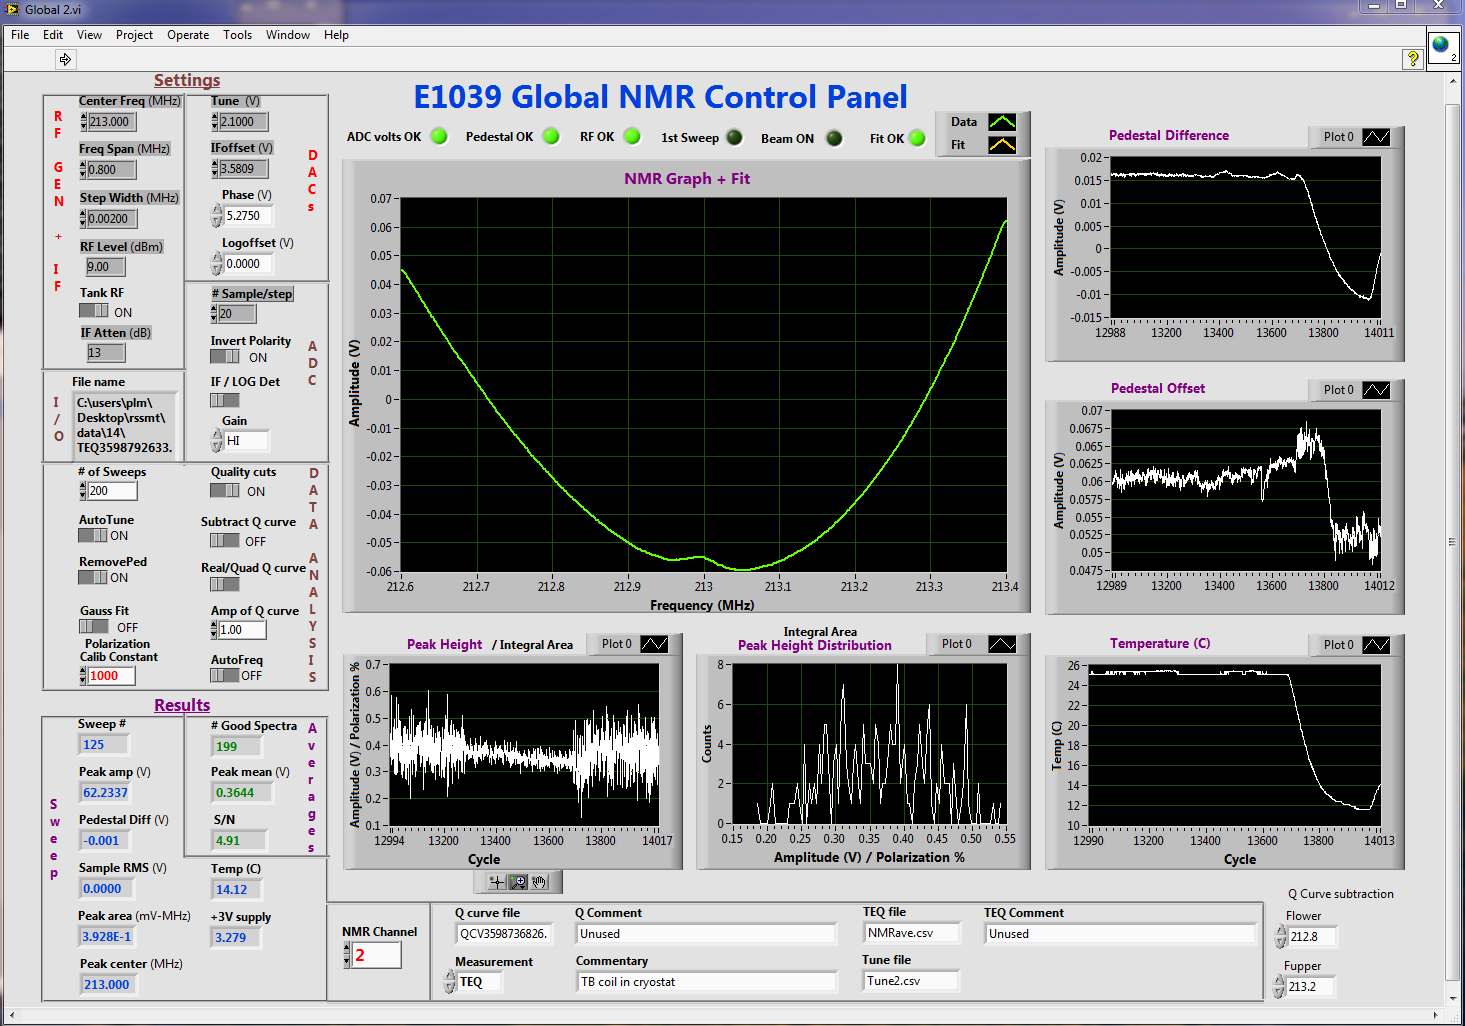 Global 2.vi
File Edit View Project Operate Tools Window Help
2
Settings
E1039 Global NMR Control Panel
RF GEN + IF
Center Freq (MHz)
213.000
Freq Span (MHz)
0.800
Step Width (MHz)
0.00200
RF Level (dBm)
9.00
Tank RF
ON
IF Atten (dB)
13
DACs
Tune (V)
2.1000
IFoffset (V)
3.5809
Phase (V)
5.2750
Logoffset (V)
0.0000
ADC
# Sample/step
20
Invert Polarity
ON
IF / LOG Det
Gain
HI
I/O
File name
C:\users\plm\
Desktop\rssmt\
data\14\
TEQ3598792633.
DATA ANALYSIS
# of Sweeps
200
AutoTune
ON
RemovePed
ON
Gauss Fit
OFF
Polarization
Calib Constant
1000
Quality cuts
ON
Subtract Q curve
OFF
Real/Quad Q curve
Amp of Q curve
1.00
AutoFreq
OFF
Results
Sweep
Sweep #
125
Peak amp (V)
62.2337
Pedestal Diff (V)
-0.001
Sample RMS (V)
0.0000
Peak area (mV-MHz)
3.928E-1
Peak center (MHz)
213.000
Averages
# Good Spectra
199
Peak mean (V)
0.3644
S/N
4.91
Temp (C)
14.12
+3V supply
3.279
ADC volts OK Pedestal OK RF OK 1st Sweep Beam ON Fit OK
Data
Fit
NMR Graph + Fit
Amplitude (V)
0.07
0.06
0.05
0.04
0.03
0.02
0.01
0
-0.01
-0.02
-0.03
-0.04
-0.05
-0.06
212.6 212.7 212.8 212.9 213 213.1 213.2 213.3 213.4
Frequency (MHz)
Pedestal Difference Plot 0
Amplitude (V)
0.02
0.015
0.01
0.005
0
-0.005
-0.01
-0.015
12988 13200 13400 13600 13800 14011
Pedestal Offset Plot 0
Amplitude (V)
0.07
0.0675
0.065
0.0625
0.06
0.0575
0.055
0.0525
0.05
0.0475
12989 13200 13400 13600 13800 14012
Peak Height / Integral Area Plot 0
Amplitude (V) / Polarization %
0.7
0.6
0.5
0.4
0.3
0.2
0.1
12994 13200 13400 13600 13800 14017
Cycle
Integral Area
Peak Height Distribution Plot 0
Counts
8
6
4
2
0
0.15 0.20 0.25 0.30 0.35 0.40 0.45 0.50 0.55
Amplitude (V) / Polarization %
Temperature (C) Plot 0
Temp (C)
26
24
22
20
18
16
14
12
10
12990 13200 13400 13600 13800 14013
Cycle
NMR Channel
2
Q curve file
QCV3598736826.
Q Comment
Unused
TEQ file
NMRave.csv
TEQ Comment
Unused
Measurement
TEQ
Commentary
TB coil in cryostat
Tune file
Tune2.csv
Q Curve subtraction
Flower
212.8
Fupper
213.2